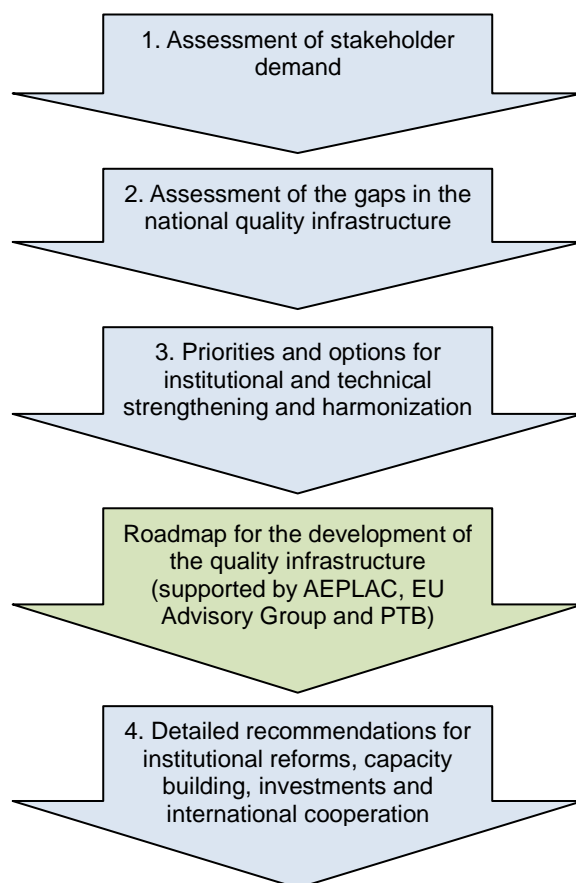 1. Assessment of stakeholder
demand
2. Assessment of the gaps in the
national quality infrastructure
3. Priorities and options for
institutional and technical
strengthening and harmonization
Roadmap for the development of
the quality infrastructure
(supported by AEPLAC, EU
Advisory Group and PTB)
4. Detailed recommendations for
institutional reforms, capacity
building, investments and
international cooperation